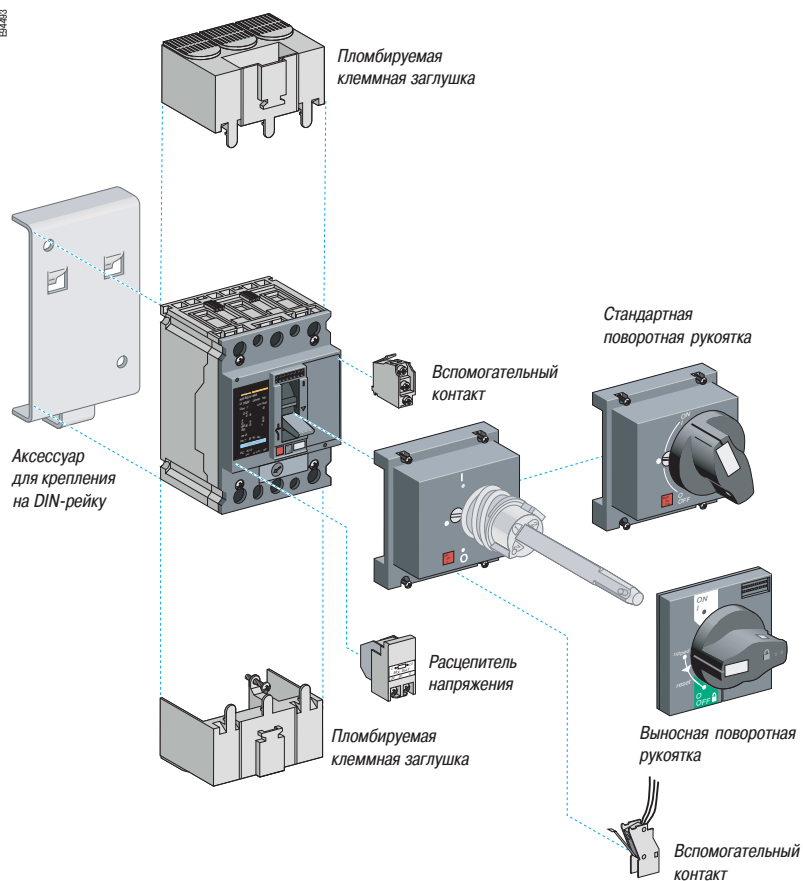 Пломбируемая
клеммная заглушка
Стандартная
поворотная рукоятка
Вспомогательный
контакт
Аксессуар
для крепления
на DIN-рейку
ON
O
OFF
I
O
ON
I
reset
O
OFF
Расцепитель
напряжения
Пломбируемая
клеммная заглушка
Выносная поворотная
рукоятка
Вспомогательный
контакт